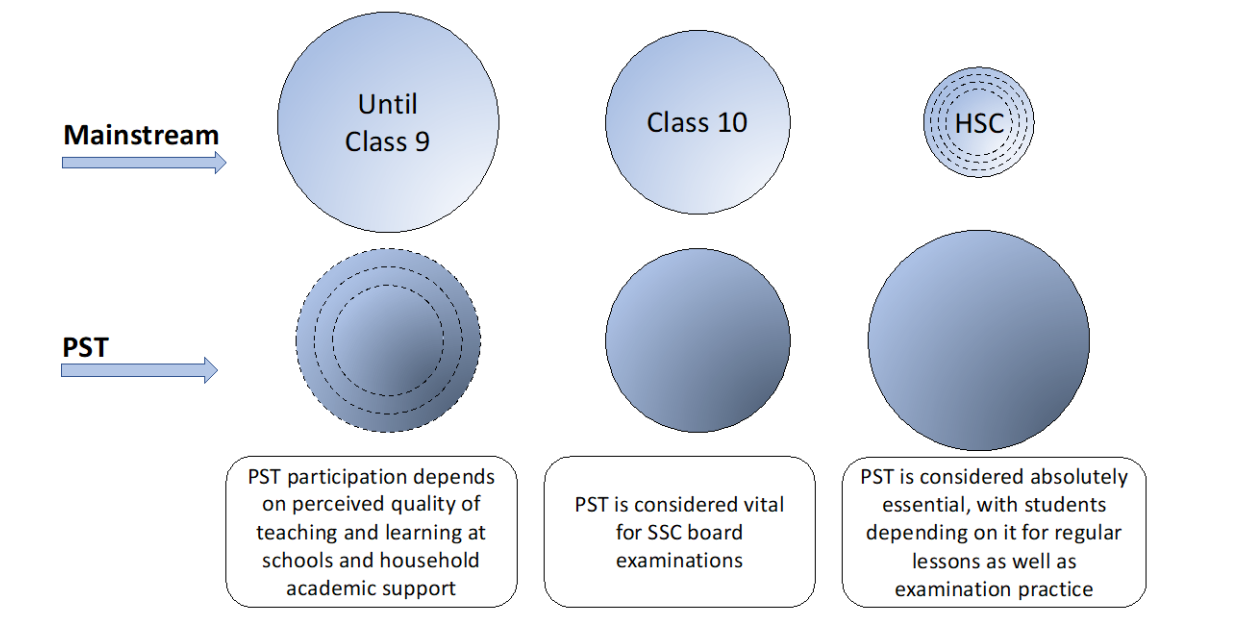 Mainstream
Until
Class 9
Class 10
HSC
PST
PST participation depends
on perceived quality of
teaching and learning at
schools and household
academic support
PST is considered vital
for SSC board
examinations
PST is considered absolutely
essential, with students
depending on it for regular
lessons as well as
examination practice